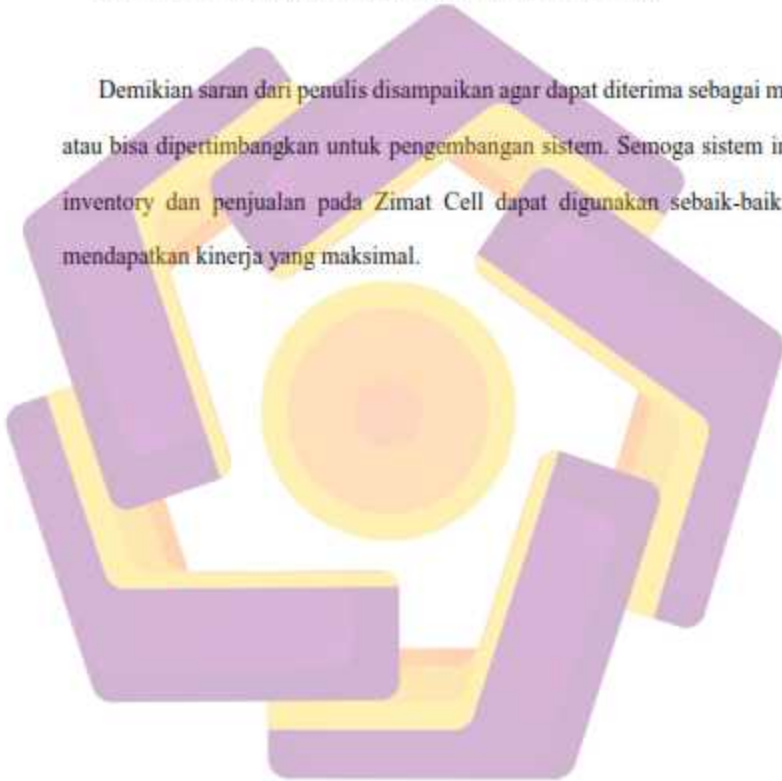 Demikian saran dari penulis disampaikan agar dapat diterima sebagai m
atau bisa dipertimbangkan untuk pengembangan sistem. Semoga sistem in
inventory dan penjualan pada Zimat Cell dapat digunakan sebaik-baik
mendapatkan kinerja yang maksimal.